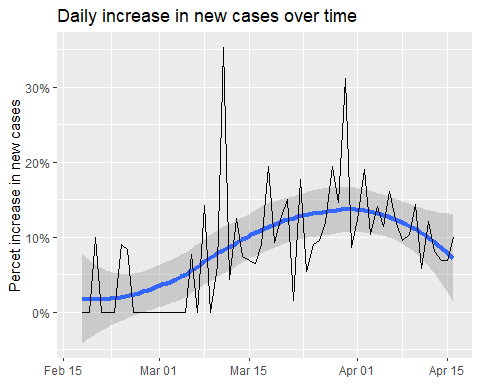 Daily increase in new cases over time
Percet increase in new cases
30%
20%
10%
0%
Feb 15
Mar 01
Mar 15
Apr 01
Apr 15